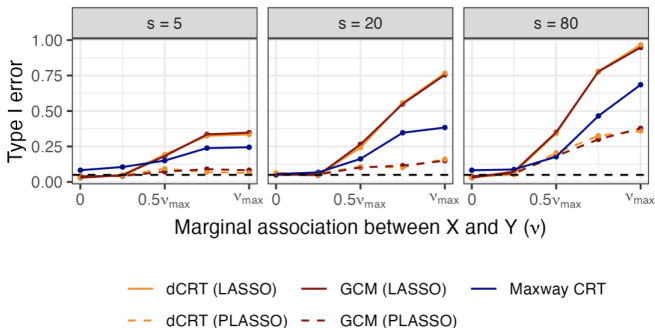 s = 5 s = 20 s = 80
1.00
0.75
0.50
0.25
0.00
Type I error
0 0.5νmax νmax 0 0.5νmax νmax 0 0.5νmax νmax
Marginal association between X and Y (ν)
dCRT (LASSO) GCM (LASSO) Maxway CRT
dCRT (PLASSO) GCM (PLASSO)